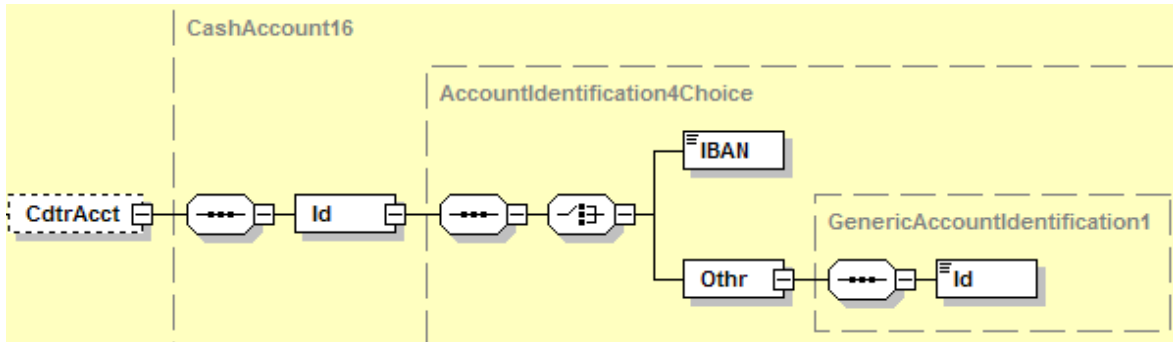 CashAccount16
AccountIdentification4Choice
IBAN
CdtrAcct
Id
GenericAccountIdentification1
Othr
Id